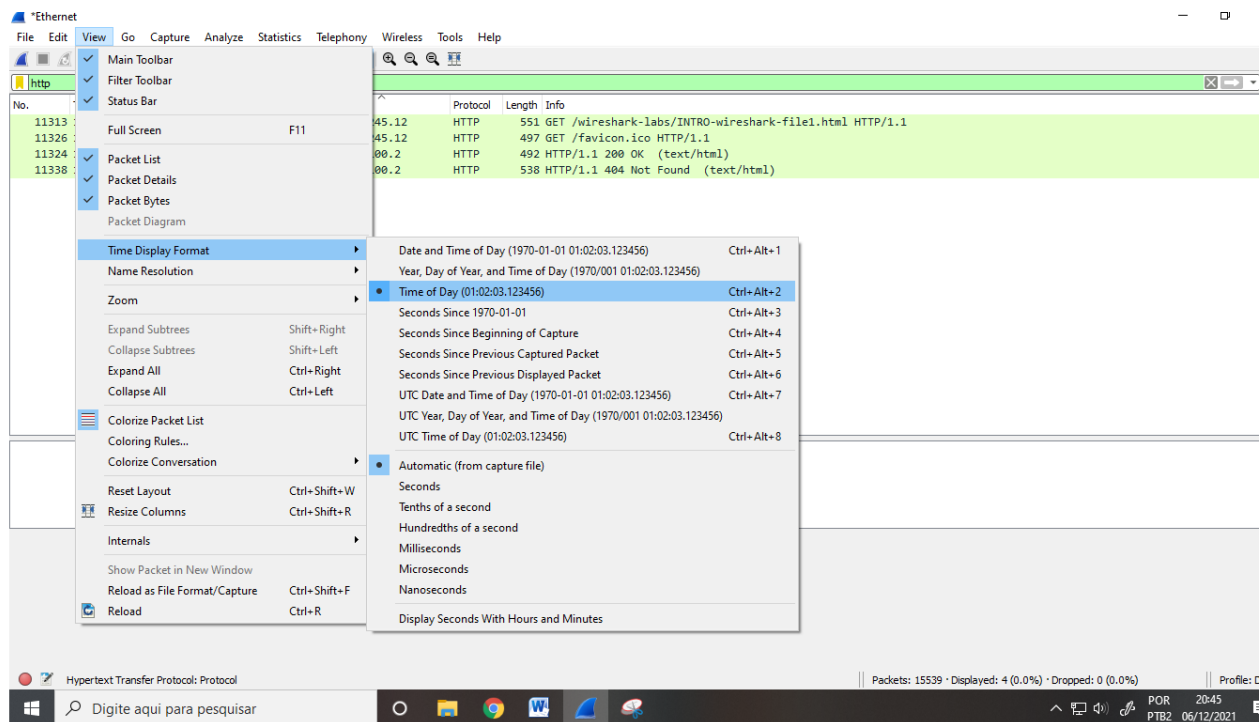 *Ethernet
File Edit View Go Capture Analyze Statistics Telephony Wireless Tools Help
http
No. Protocol Length Info
11313 45.12 HTTP 551 GET /wireshark-labs/INTRO-wireshark-file1.html HTTP/1.1
11326 45.12 HTTP 497 GET /favicon.ico HTTP/1.1
11324 00.2 HTTP 492 HTTP/1.1 200 OK (text/html)
11338 00.2 HTTP 538 HTTP/1.1 404 Not Found (text/html)
Main Toolbar
Filter Toolbar
Status Bar
Full Screen F11
Packet List
Packet Details
Packet Bytes
Packet Diagram
Time Display Format
Name Resolution
Zoom
Expand Subtrees Shift+Right
Collapse Subtrees Shift+Left
Expand All Ctrl+Right
Collapse All Ctrl+Left
Colorize Packet List
Coloring Rules...
Colorize Conversation
Reset Layout Ctrl+Shift+W
Resize Columns Ctrl+Shift+R
Internals
Show Packet in New Window
Reload as File Format/Capture Ctrl+Shift+F
Reload Ctrl+R
Date and Time of Day (1970-01-01 01:02:03.123456) Ctrl+Alt+1
Year, Day of Year, and Time of Day (1970/001 01:02:03.123456)
Time of Day (01:02:03.123456) Ctrl+Alt+2
Seconds Since 1970-01-01 Ctrl+Alt+3
Seconds Since Beginning of Capture Ctrl+Alt+4
Seconds Since Previous Captured Packet Ctrl+Alt+5
Seconds Since Previous Displayed Packet Ctrl+Alt+6
UTC Date and Time of Day (1970-01-01 01:02:03.123456) Ctrl+Alt+7
UTC Year, Day of Year, and Time of Day (1970/001 01:02:03.123456)
UTC Time of Day (01:02:03.123456) Ctrl+Alt+8
Automatic (from capture file)
Seconds
Tenths of a second
Hundredths of a second
Milliseconds
Microseconds
Nanoseconds
Display Seconds With Hours and Minutes
Hypertext Transfer Protocol: Protocol Packets: 15539 · Displayed: 4 (0.0%) · Dropped: 0 (0.0%) Profile:
Digite aqui para pesquisar
POR 20:45
PTB2 06/12/2021